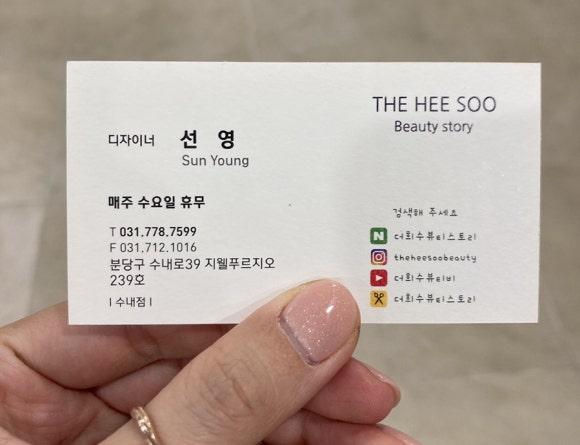 THE HEE SOO
Beauty story
디자이너 선 영
Sun Young
매주 수요일 휴무
T 031.778.7599
F 031.712.1016
분당구 수내로39 지웰푸르지오
239호
| 수내점 |
검색해 주세요
N 더희수뷰티스토리
theheesoobeauty
더희수뷰티비
더희수뷰티스토리